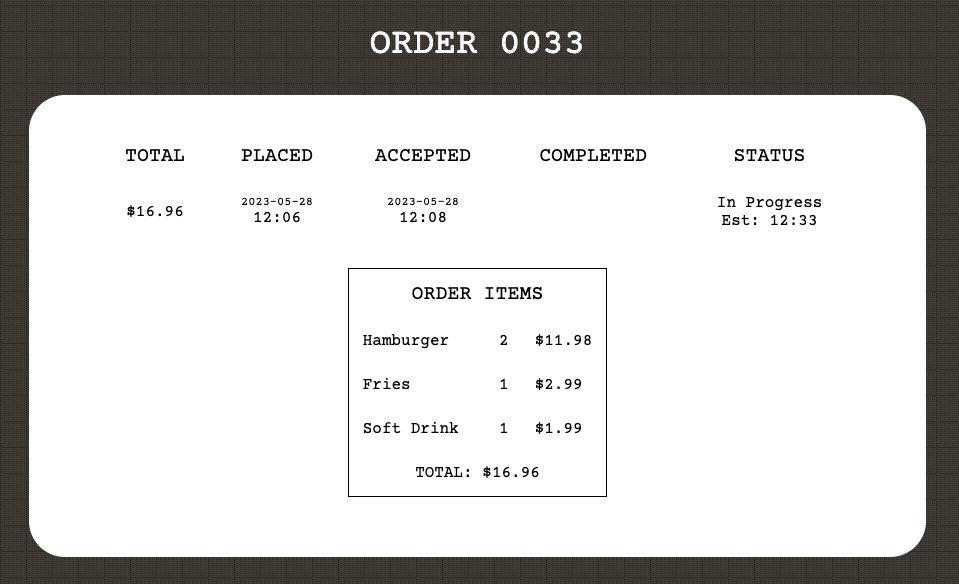 ORDER 0033
TOTAL PLACED ACCEPTED COMPLETED STATUS
$16.96 2023-05-28 12:06 2023-05-28 12:08 In Progress Est: 12:33
ORDER ITEMS
Hamburger 2 $11.98
Fries 1 $2.99
Soft Drink 1 $1.99
TOTAL: $16.96